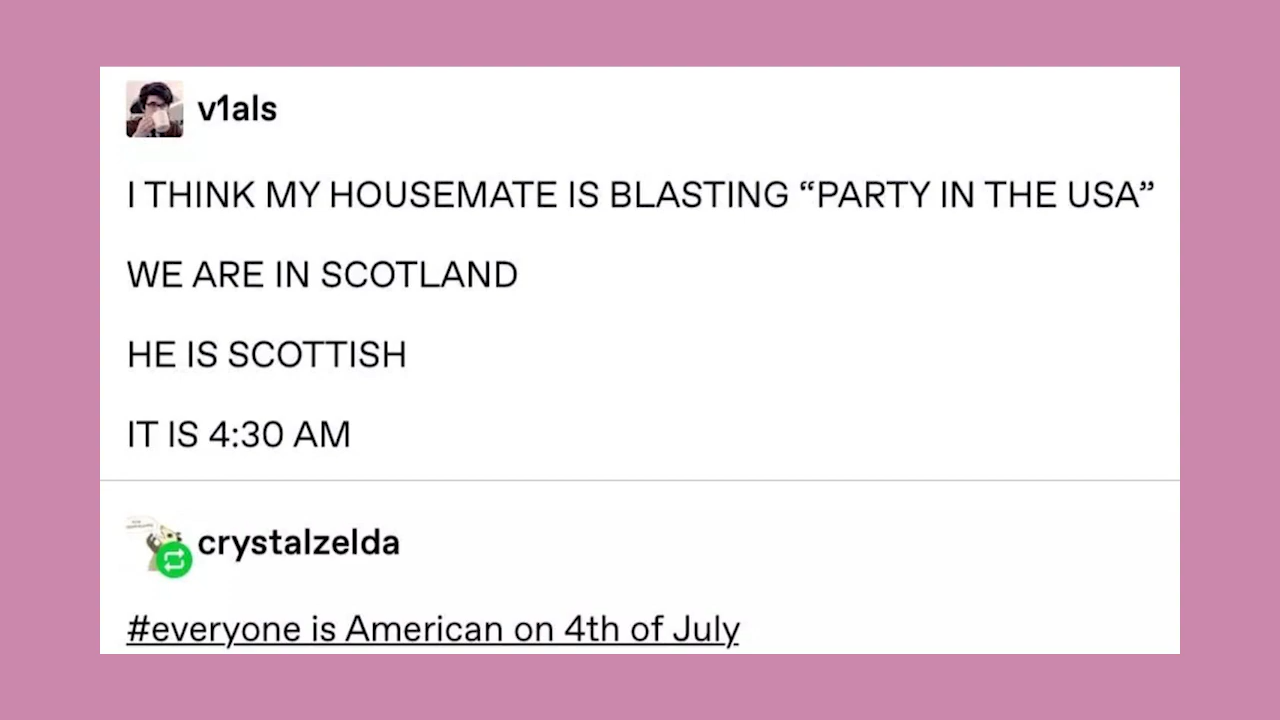 v1als
I THINK MY HOUSEMATE IS BLASTING “PARTY IN THE USA”
WE ARE IN SCOTLAND
HE IS SCOTTISH
IT IS 4:30 AM
crystalzelda
#everyone is American on 4th of July